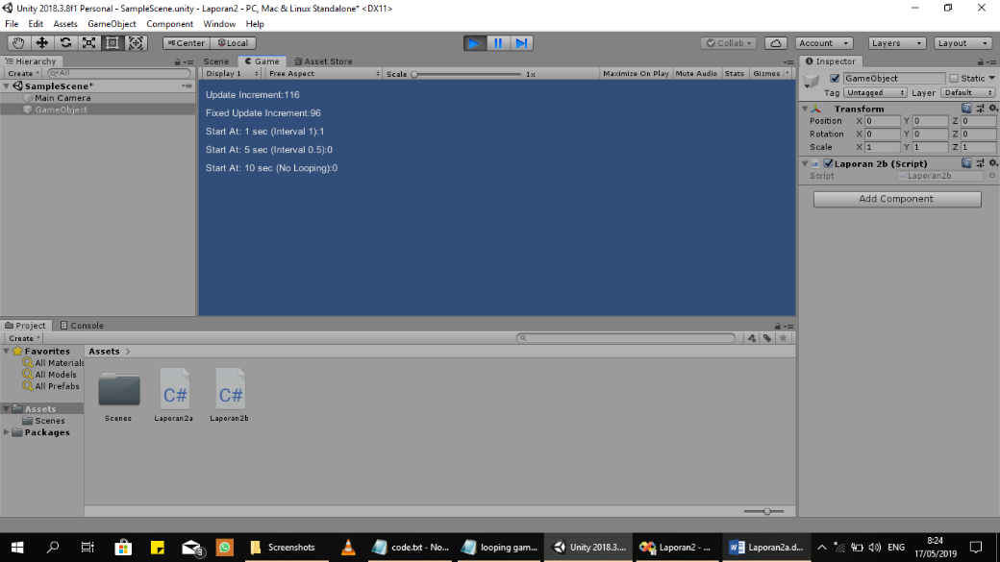 Unity 2018.3.8f1 Personal - SampleScene.unity - Laporan2 - PC, Mac & Linux Standalone* <DX11>
File Edit Assets GameObject Component Window Help
Center Local Collab Account Layers Layout
Hierarchy
Create All
SampleScene*
Main Camera
GameObject
Scene Game Asset Store
Display 1 Free Aspect Scale 1x Maximize On Play Mute Audio Stats Gizmos
Update Increment:116
Fixed Update Increment:96
Start At: 1 sec (Interval 1):1
Start At: 5 sec (Interval 0.5):0
Start At: 10 sec (No Looping):0
Inspector
GameObject Static
Tag Untagged Layer Default
Transform
Position X 0 Y 0 Z 0
Rotation X 0 Y 0 Z 0
Scale X 1 Y 1 Z 1
Laporan 2b (Script)
Script Laporan2b
Add Component
Project Console
Create
Favorites
All Materials
All Models
All Prefabs
Assets
Scenes
Packages
Assets
C# C#
Scenes Laporan2a Laporan2b
3 Screenshots code.txt - No... looping gam... Unity 2018.3.... Laporan2 - ... Laporan2a.d... ENG
8:24
17/05/2019